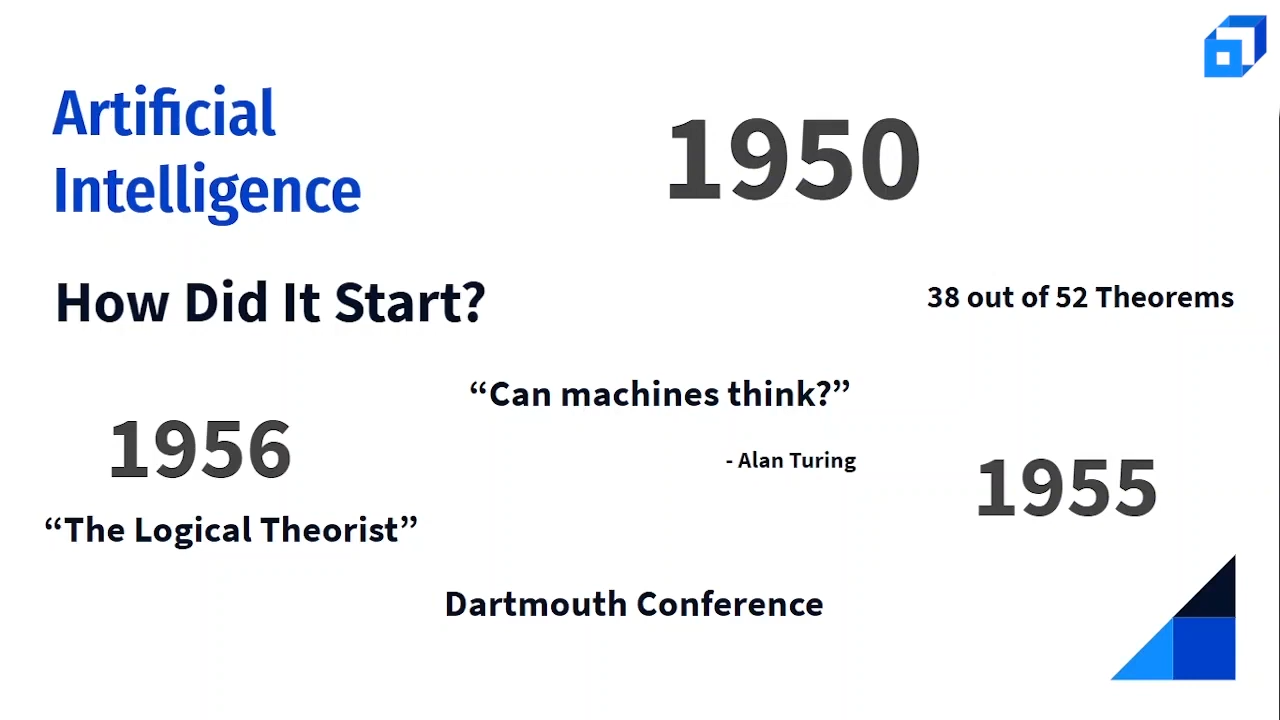 Artificial
Intelligence
1950
How Did It Start?
38 out of 52 Theorems
“Can machines think?”
- Alan Turing
1956
1955
“The Logical Theorist”
Dartmouth Conference